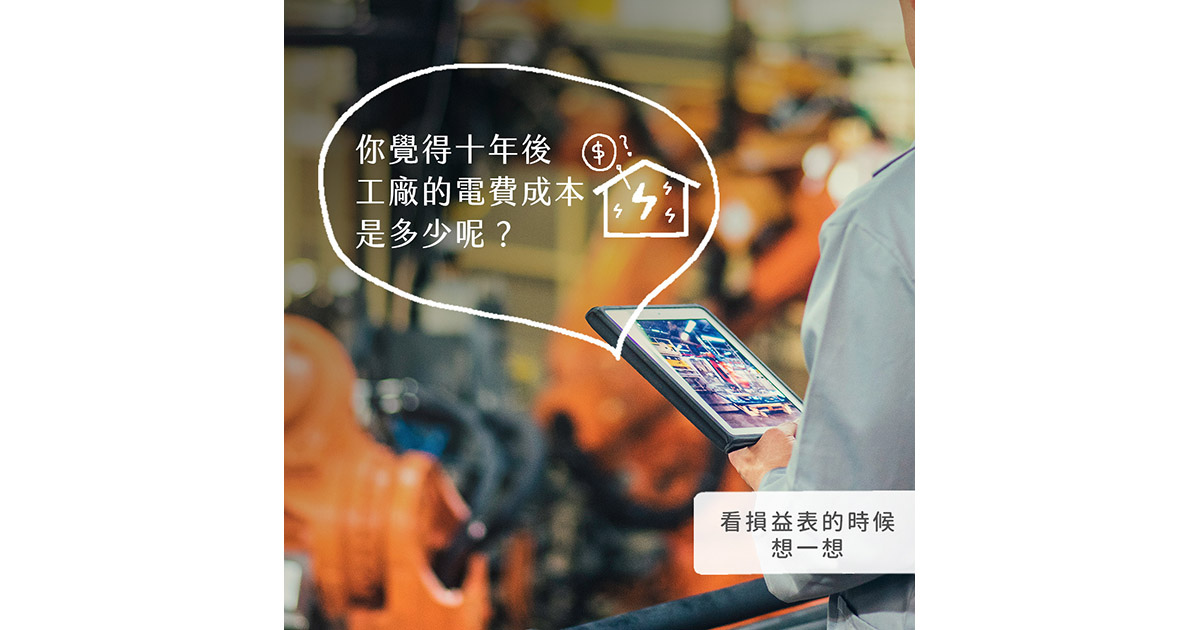 你覺得十年後
工廠的電費成本
是多少呢？
$?
看損益表的時候
想一想